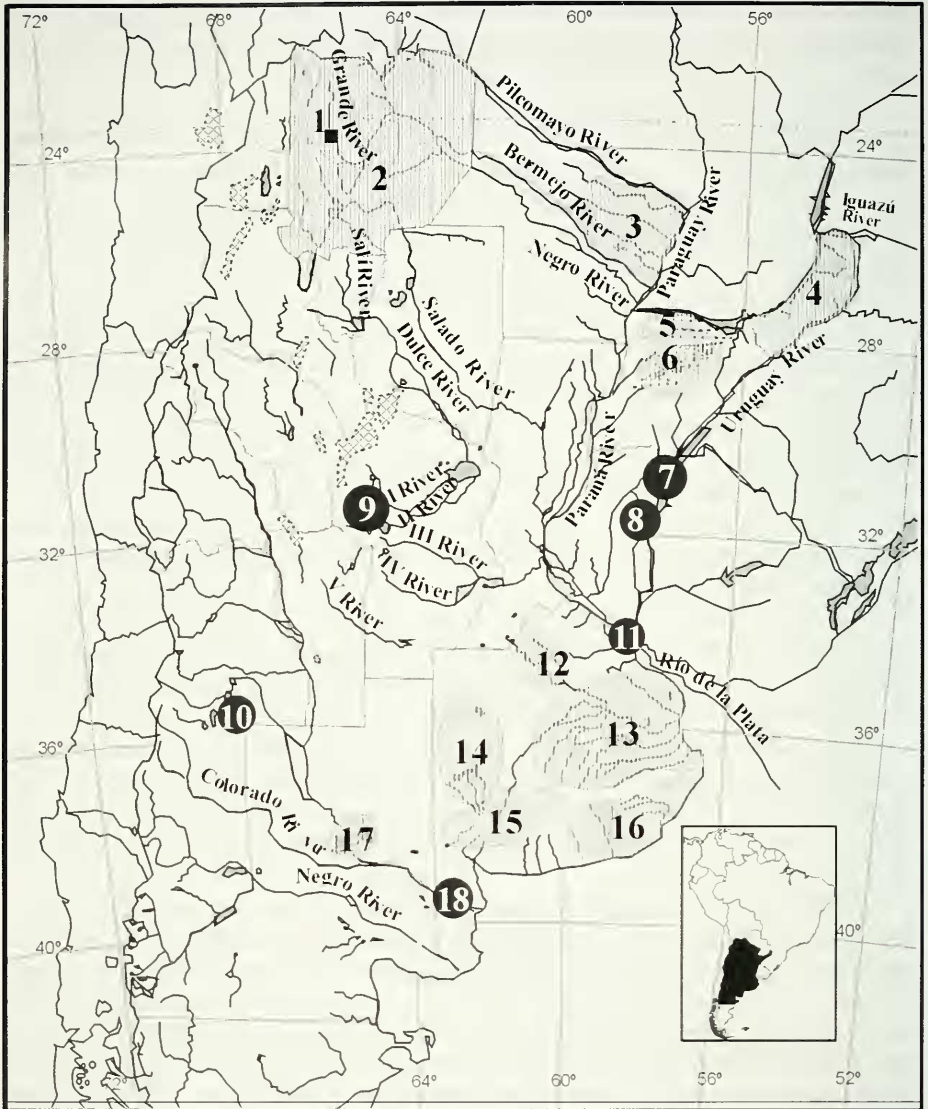 72°
68°
64°
60°
56°
Grande River
1
2
Pilcomayo River
24°
24°
Bermejo River
3
Paraguay River
Iguazú
River
Salí River
Negro River
4
5
6
Salado River
Dulce River
28°
28°
Uruguay River
Paraná River
7
8
I River
II River
9
III River
IV River
V River
32°
32°
11
12
Río de la Plata
10
13
14
36°
36°
Colorado River
15
16
17
Negro River
18
40°
40°
72°
64°
60°
56°
52°